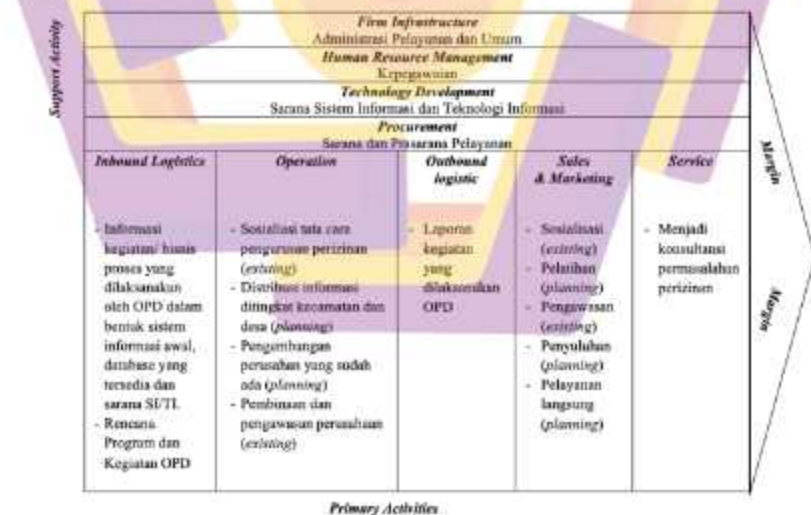 Support Activity
Firm Infrastructure
Administrasi Pelayanan dan Umum
Human Resource Management
Kepegawaian
Technology Development
Sarana Sistem Informasi dan Teknologi Informasi
Procurement
Sarana dan Prasarana Pelayanan
Inbound Logistics
- Informasi
kegiatan/ bisnis
proses yang
dilaksanakan
oleh OPD dalam
bentuk sistem
informasi awal,
database yang
tersedia dan
sarana SI/TI.
- Rencana
Program dan
Kegiatan OPD
Operation
- Sosialiasi tata cara
pengurusan perizinan
(existing)
- Distribusi informasi
ditingkat kecamatan dan
desa (planning)
- Pengembangan
perusahan yang sudah
ada (planning)
- Pembinaan dan
pengawasan perusahaan
(existing)
Outbound
logistic
- Laporan
kegiatan
yang
dilaksanakan
OPD
Sales
& Marketing
- Sosialisasi
(existing)
- Pelatihan
(planning)
- Pengawasan
(existing)
- Penyuluhan
(planning)
- Pelayanan
langsung
(planning)
Service
- Menjadi
konsultansi
permasalahan
perizinan
Margin
Margin
Primary Activities